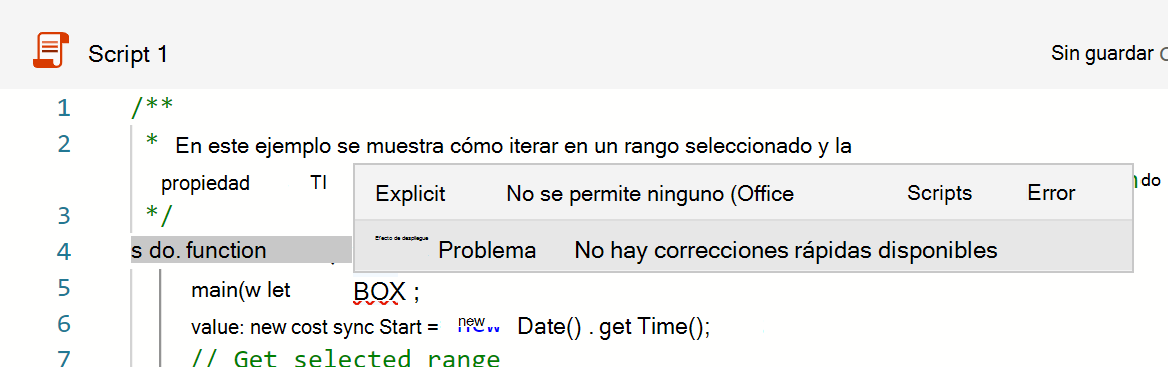 Script 1
Sin guardar
1 /**
2 * En este ejemplo se muestra cómo iterar en un rango seleccionado y la
propiedad TI
do
Explicit No se permite ninguno (Office Scripts Error
3 */
4 s do. function
Efecto de despliegue Problema No hay correcciones rápidas disponibles
5 main(w let BOX ;
6 value: new cost sync Start = new Date() . get Time();
7 // Get selected range